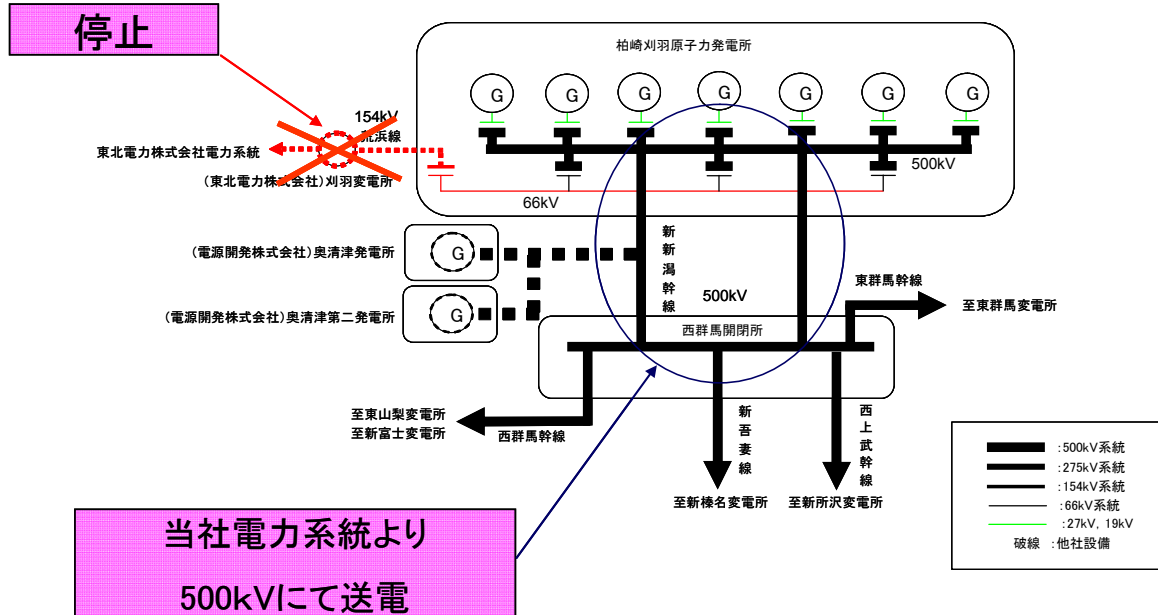 停止
柏崎刈羽原子力発電所
G G G G G G G
154kV
荒浜線
東北電力株式会社電力系統
(東北電力株式会社)刈羽変電所
500kV
66kV
(電源開発株式会社)奥清津発電所
G
(電源開発株式会社)奥清津第二発電所
G
新新潟幹線
500kV
東群馬幹線
至東群馬変電所
西群馬開閉所
至東山梨変電所
至新富士変電所
西群馬幹線
新吾妻線
西上武幹線
至新榛名変電所
至新所沢変電所
:500kV系統
:275kV系統
:154kV系統
:66kV系統
:27kV, 19kV
破線 :他社設備
当社電力系統より
500kVにて送電